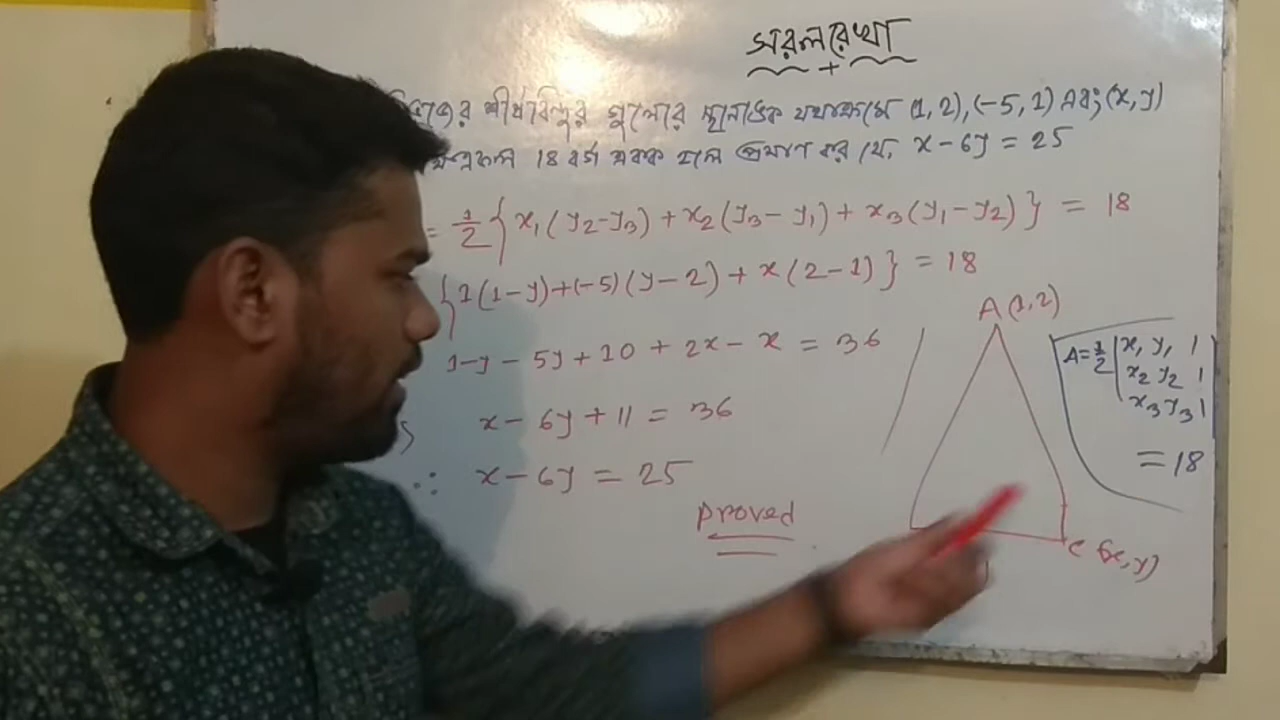 সরলরেখা
শীর্ষবিন্দুর গুলোর স্থানাঙ্ক যথাক্রমে (1, 2), (-5, 1) এবং (x, y)
18 বর্গ একক হলে প্রমাণ কর যে, x - 6y = 25
= 1/2 { x₁(y₂-y₃) + x₂(y₃- y₁) + x₃(y₁-y₂) } = 18
{1(1-y)+(-5)(y-2) + x(2-1)} = 18
1-y - 5y + 10 + 2x - x = 36
x - 6y + 11 = 36
∴ x - 6y = 25
Proved
A (1, 2)
C (x, y)
A = 1/2 | x₁ y₁ 1
x₂ y₂ 1
x₃ y₃ 1 |
= 18